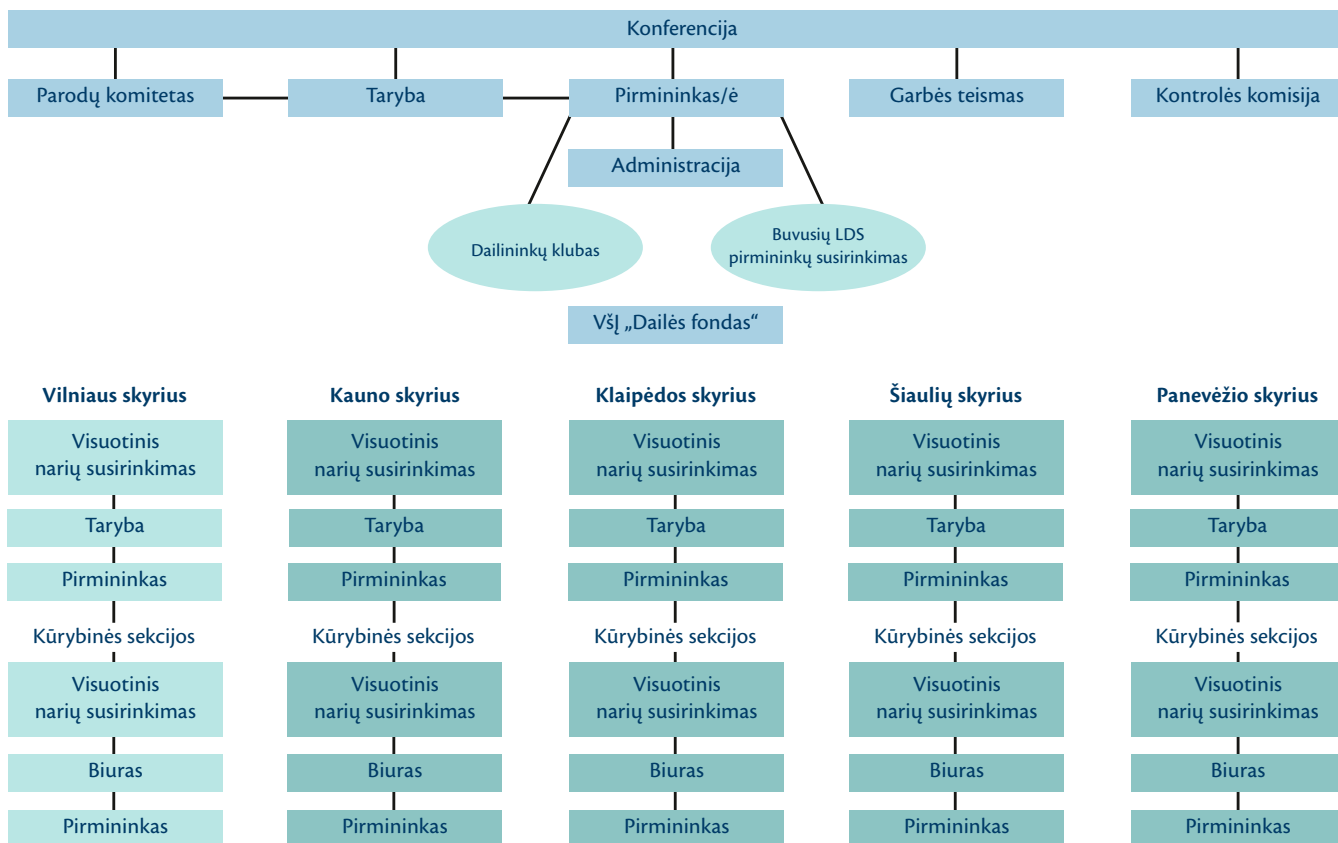 Konferencija
Parodų komitetas
Taryba
Pirmininkas/ė
Garbės teismas
Kontrolės komisija
Administracija
Dailininkų klubas
Buvusių LDS
pirmininkų susirinkimas
VšĮ „Dailės fondas“
Vilniaus skyrius
Kauno skyrius
Klaipėdos skyrius
Šiaulių skyrius
Panevėžio skyrius
Visuotinis
narių susirinkimas
Visuotinis
narių susirinkimas
Visuotinis
narių susirinkimas
Visuotinis
narių susirinkimas
Visuotinis
narių susirinkimas
Taryba
Taryba
Taryba
Taryba
Taryba
Pirmininkas
Pirmininkas
Pirmininkas
Pirmininkas
Pirmininkas
Kūrybinės sekcijos
Kūrybinės sekcijos
Kūrybinės sekcijos
Kūrybinės sekcijos
Kūrybinės sekcijos
Visuotinis
narių susirinkimas
Visuotinis
narių susirinkimas
Visuotinis
narių susirinkimas
Visuotinis
narių susirinkimas
Visuotinis
narių susirinkimas
Biuras
Biuras
Biuras
Biuras
Biuras
Pirmininkas
Pirmininkas
Pirmininkas
Pirmininkas
Pirmininkas